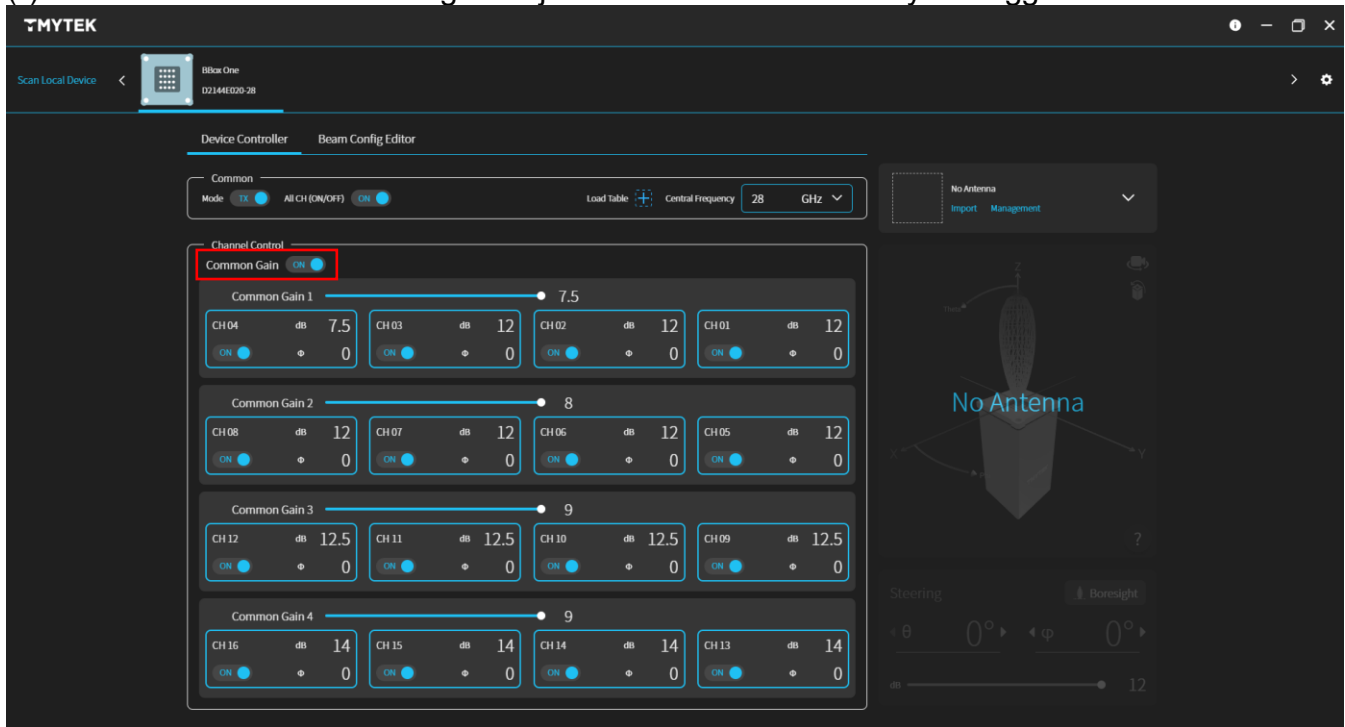 TMYTEK
Scan Local Device
BBox One
D2144E020-28
Device Controller Beam Config Editor
Common
Mode TX All CH (ON/OFF) ON Load Table Central Frequency 28 GHz
No Antenna
Import Management
Channel Control
Common Gain ON
Common Gain 1 7.5
CH 04 dB 7.5 CH 03 dB 12 CH 02 dB 12 CH 01 dB 12
ON Φ 0 ON Φ 0 ON Φ 0 ON Φ 0
Common Gain 2 8
CH 08 dB 12 CH 07 dB 12 CH 06 dB 12 CH 05 dB 12
ON Φ 0 ON Φ 0 ON Φ 0 ON Φ 0
Common Gain 3 9
CH 12 dB 12.5 CH 11 dB 12.5 CH 10 dB 12.5 CH 09 dB 12.5
ON Φ 0 ON Φ 0 ON Φ 0 ON Φ 0
Common Gain 4 9
CH 16 dB 14 CH 15 dB 14 CH 14 dB 14 CH 13 dB 14
ON Φ 0 ON Φ 0 ON Φ 0 ON Φ 0
Z
No Antenna
X Y
?
Steering Boresight
θ 0° φ 0°
dB 12